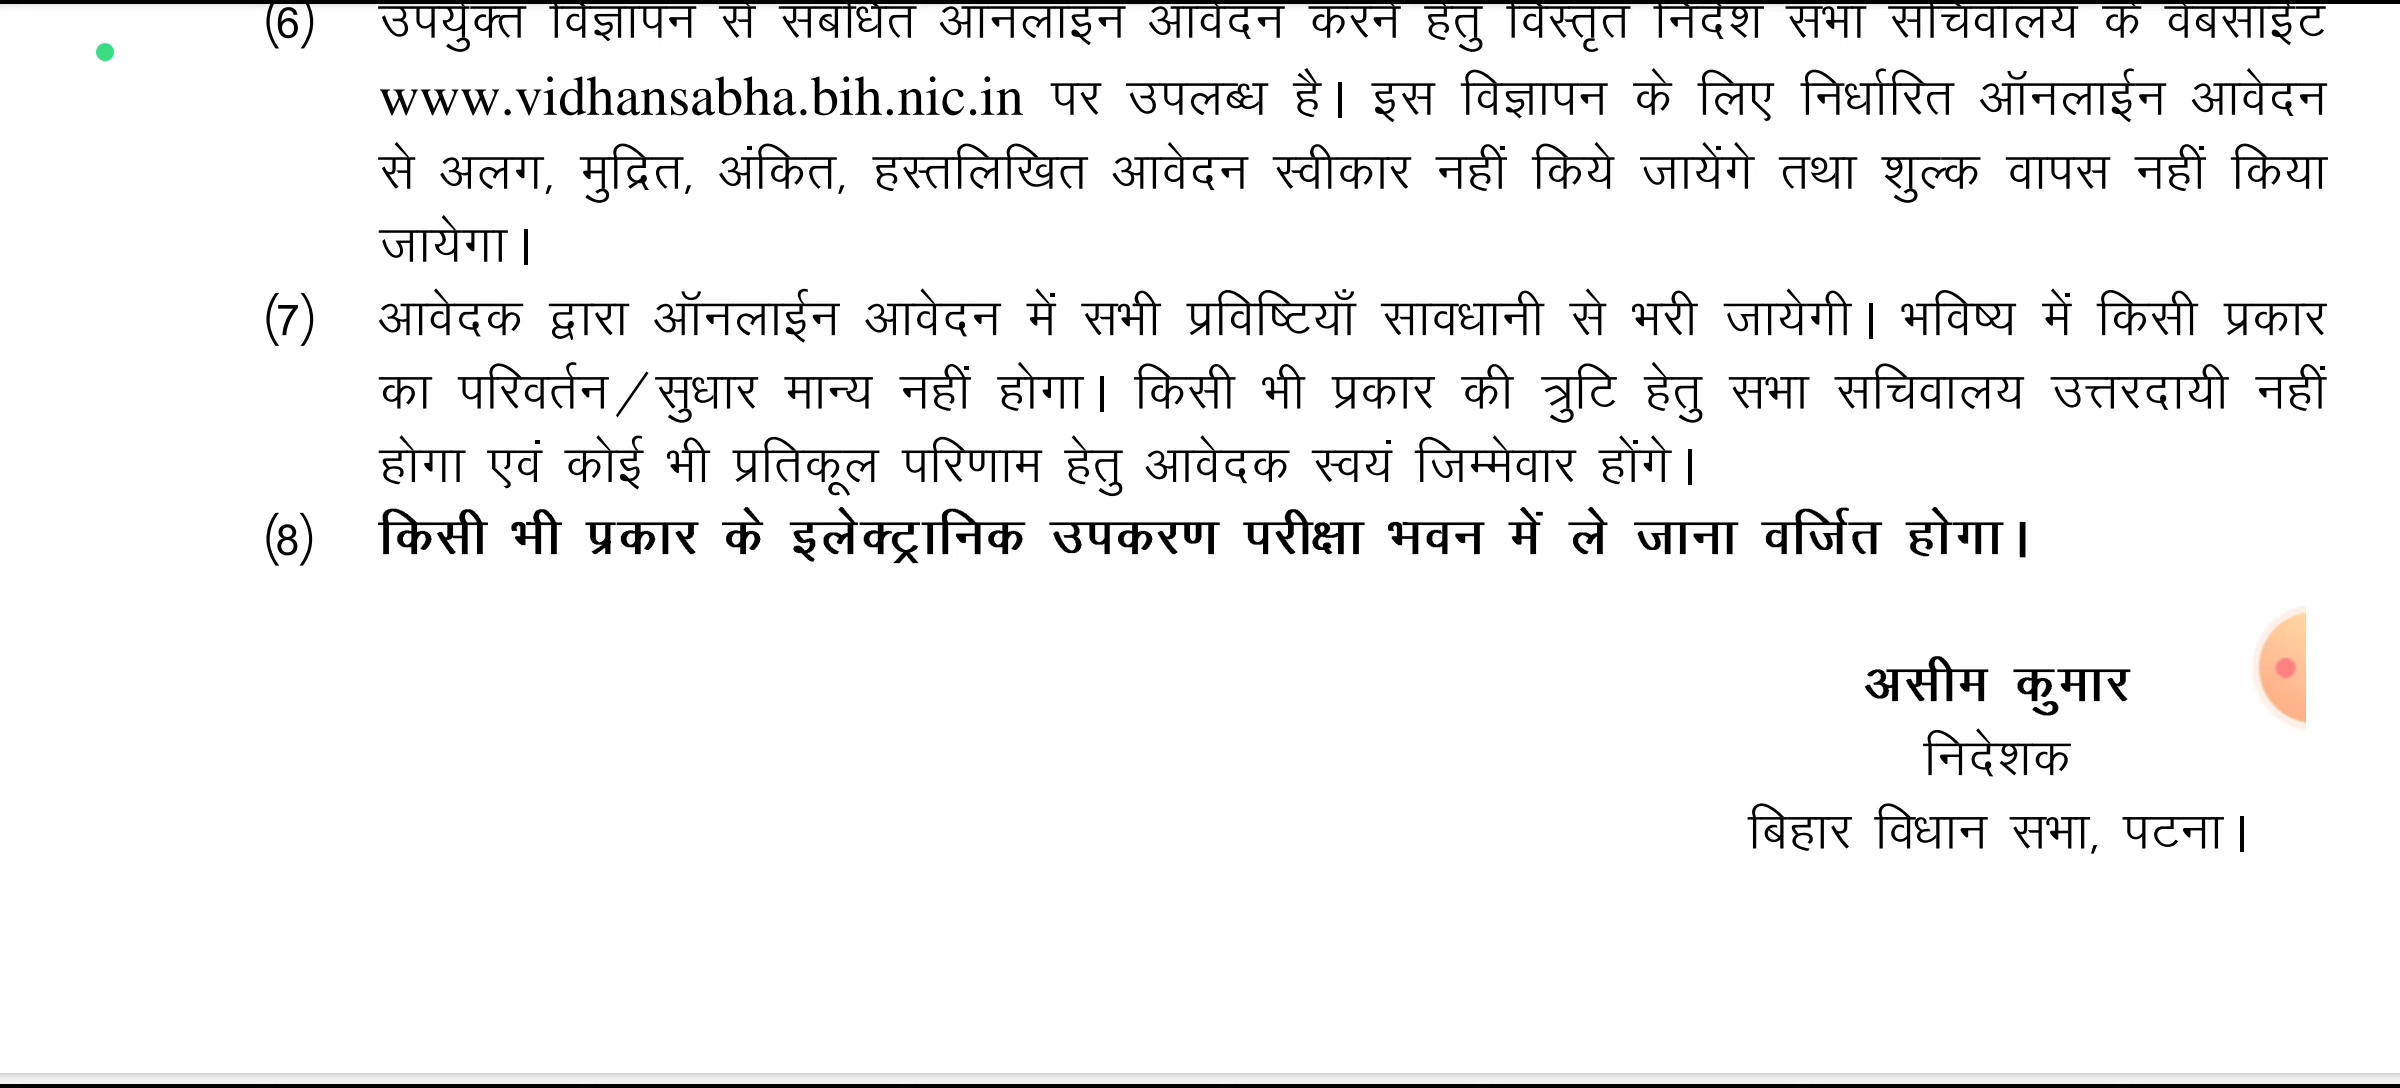 (6) उपर्युक्त विज्ञापन से संबंधित ऑनलाइन आवेदन करने हेतु विस्तृत निदेश सभा सचिवालय के वेबसाईट
www.vidhansabha.bih.nic.in पर उपलब्ध है। इस विज्ञापन के लिए निर्धारित ऑनलाईन आवेदन
से अलग, मुद्रित, अंकित, हस्तलिखित आवेदन स्वीकार नहीं किये जायेंगे तथा शुल्क वापस नहीं किया
जायेगा।
(7) आवेदक द्वारा ऑनलाईन आवेदन में सभी प्रविष्टियाँ सावधानी से भरी जायेगी। भविष्य में किसी प्रकार
का परिवर्तन/सुधार मान्य नहीं होगा। किसी भी प्रकार की त्रुटि हेतु सभा सचिवालय उत्तरदायी नहीं
होगा एवं कोई भी प्रतिकूल परिणाम हेतु आवेदक स्वयं जिम्मेवार होंगे।
(8) किसी भी प्रकार के इलेक्ट्रानिक उपकरण परीक्षा भवन में ले जाना वर्जित होगा।
असीम कुमार
निदेशक
बिहार विधान सभा, पटना।